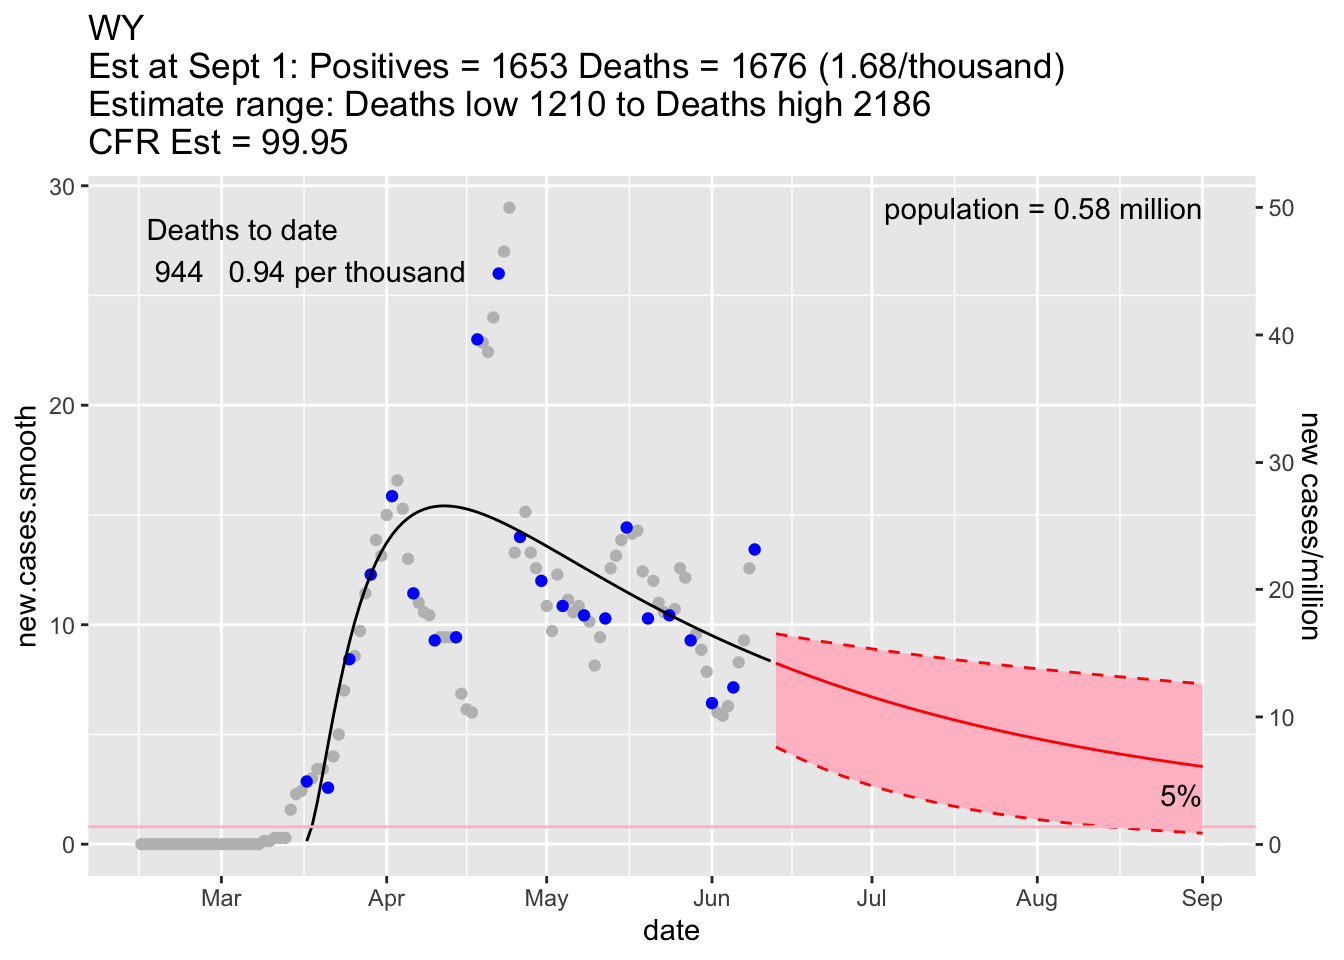 WY
Est at Sept 1: Positives = 1653 Deaths = 1676 (1.68/thousand)
Estimate range: Deaths low 1210 to Deaths high 2186
CFR Est = 99.95
30
20
10
0
new.cases.smooth
Deaths to date
944 0.94 per thousand
population = 0.58 million
5%
50
40
30
20
10
0
new cases/million
Mar Apr May Jun Jul Aug Sep
date